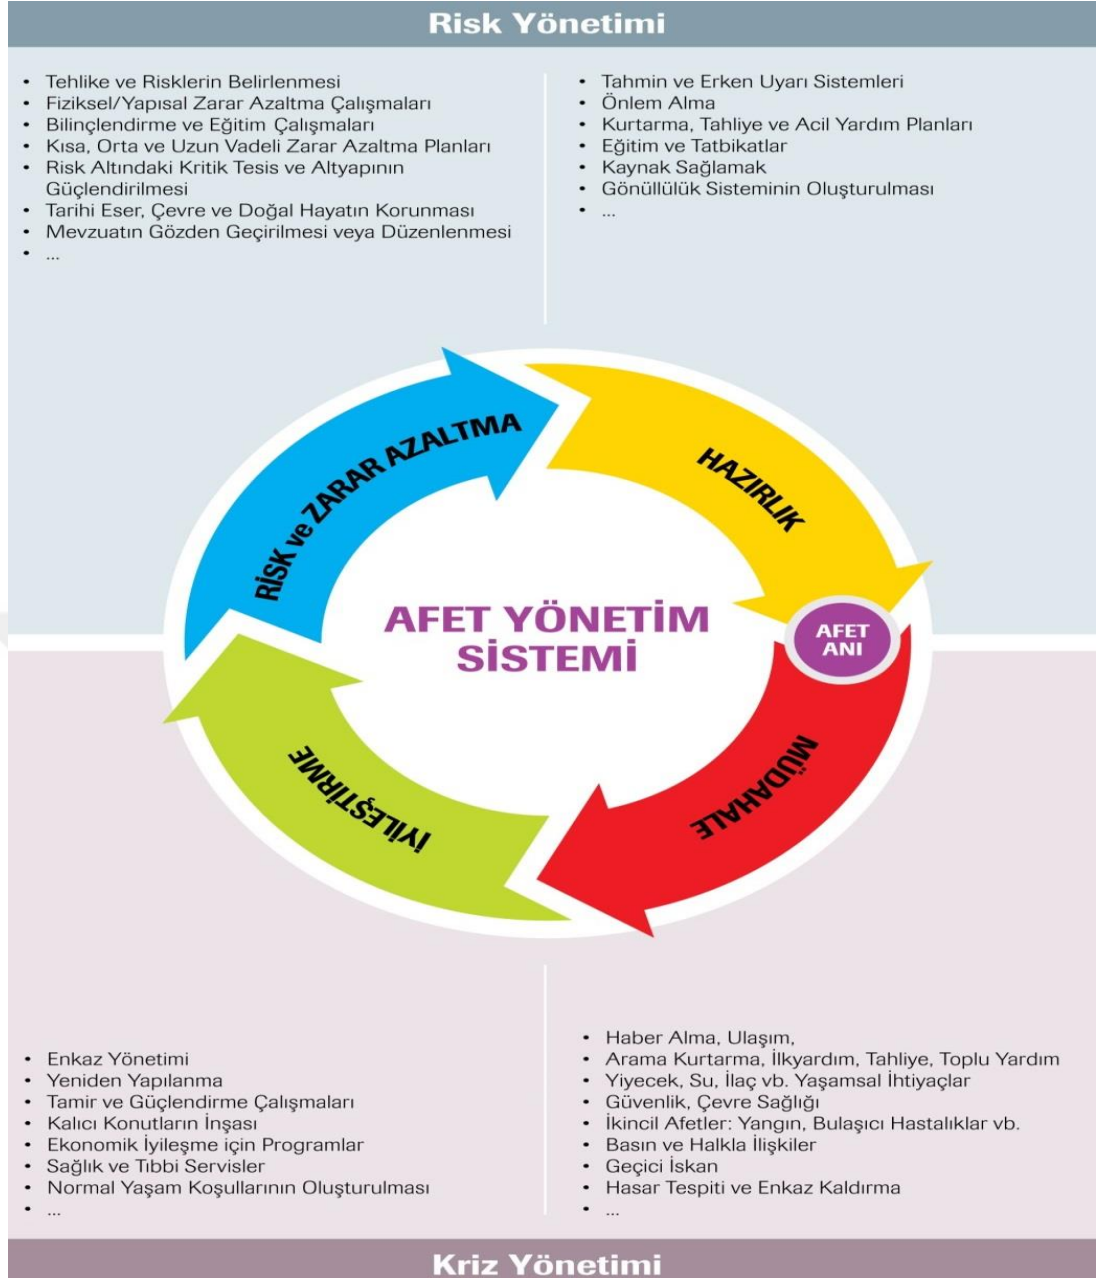 Risk Yönetimi
• Tehlike ve Risklerin Belirlenmesi
• Fiziksel/Yapısal Zarar Azaltma Çalışmaları
• Bilinçlendirme ve Eğitim Çalışmaları
• Kısa, Orta ve Uzun Vadeli Zarar Azaltma Planları
• Risk Altındaki Kritik Tesis ve Altyapının
Güçlendirilmesi
• Tarihi Eser, Çevre ve Doğal Hayatın Korunması
• Mevzuatın Gözden Geçirilmesi veya Düzenlenmesi
• ...
• Tahmin ve Erken Uyarı Sistemleri
• Önlem Alma
• Kurtarma, Tahliye ve Acil Yardım Planları
• Eğitim ve Tatbikatlar
• Kaynak Sağlamak
• Gönüllülük Sisteminin Oluşturulması
• ...
RİSK ve ZARAR AZALTMA
HAZIRLIK
AFET YÖNETİM
SİSTEMİ
AFET
ANI
İYİLEŞTİRME
MÜDAHALE
• Enkaz Yönetimi
• Yeniden Yapılanma
• Tamir ve Güçlendirme Çalışmaları
• Kalıcı Konutların İnşası
• Ekonomik İyileşme için Programlar
• Sağlık ve Tıbbi Servisler
• Normal Yaşam Koşullarının Oluşturulması
• ...
• Haber Alma, Ulaşım,
• Arama Kurtarma, İlkyardım, Tahliye, Toplu Yardım
• Yiyecek, Su, İlaç vb. Yaşamsal İhtiyaçlar
• Güvenlik, Çevre Sağlığı
• İkincil Afetler: Yangın, Bulaşıcı Hastalıklar vb.
• Basın ve Halkla İlişkiler
• Geçici İskan
• Hasar Tespiti ve Enkaz Kaldırma
• ...
Kriz Yönetimi